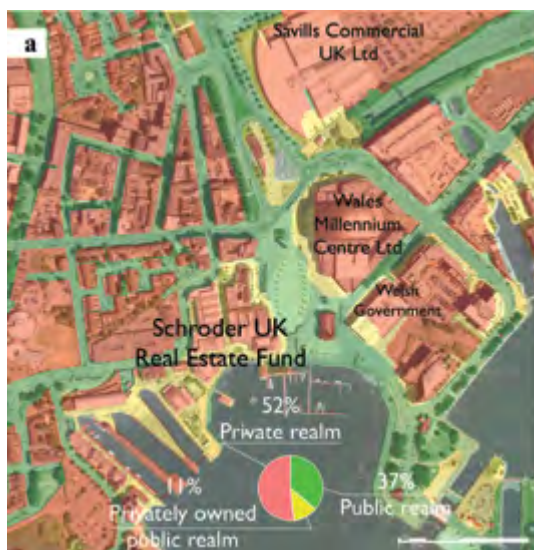 a
Savills Commercial
UK Ltd
Wales
Millennium
Centre Ltd
Welsh
Government
Schroder UK
Real Estate Fund
52%
Private realm
11%
Privately owned
public realm
37%
Public realm